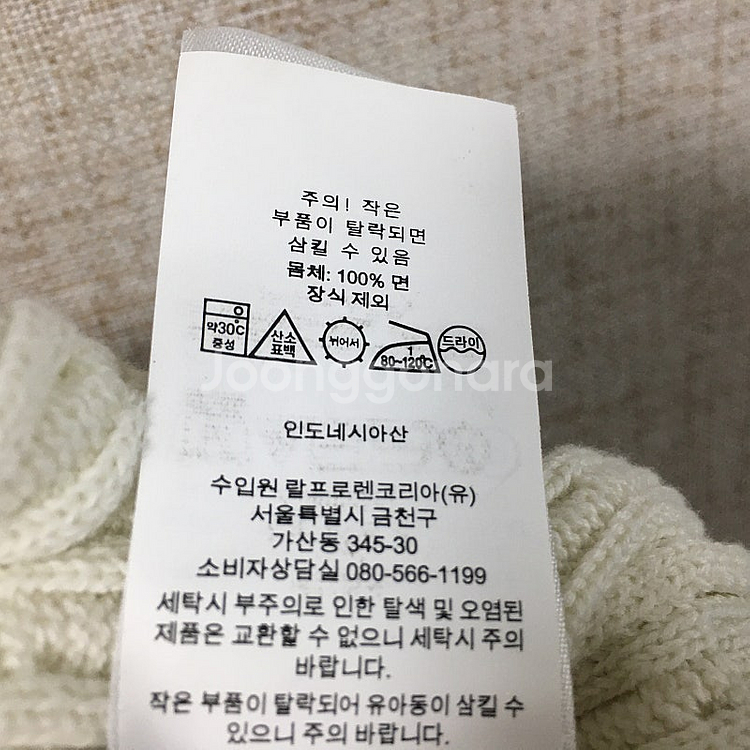 주의! 작은
부품이 탈락되면
삼킬 수 있음
몸체: 100% 면
장식 제외
약30℃
중성
산소
표백
뉘어서
1
80~120℃
드라이
Joonggonara
인도네시아산
수입원 랄프로렌코리아(유)
서울특별시 금천구
가산동 345-30
소비자상담실 080-566-1199
세탁시 부주의로 인한 탈색 및 오염된
제품은 교환할 수 없으니 세탁시 주의
바랍니다.
작은 부품이 탈락되어 유아동이 삼킬 수
있으니 주의 바랍니다.